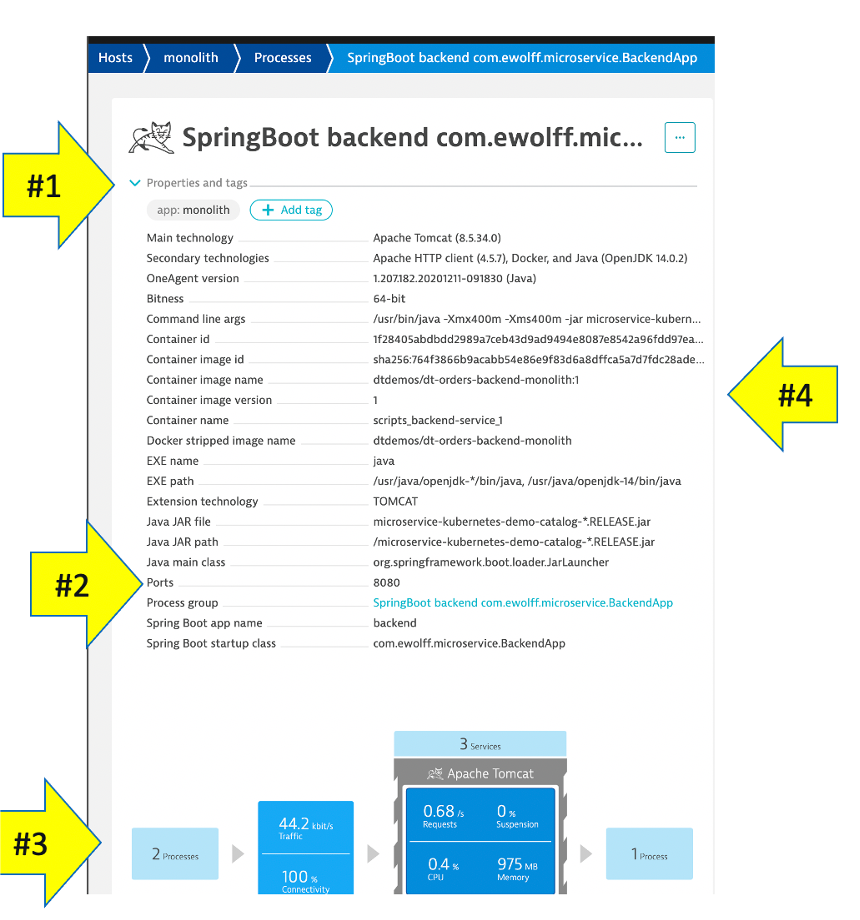 Hosts monolith Processes SpringBoot backend com.ewolff.microservice.BackendApp
SpringBoot backend com.ewolff.mic... ...
#1
Properties and tags
app: monolith + Add tag
Main technology Apache Tomcat (8.5.34.0)
Secondary technologies Apache HTTP client (4.5.7), Docker, and Java (OpenJDK 14.0.2)
OneAgent version 1.207.182.20201211-091830 (Java)
Bitness 64-bit
Command line args /usr/bin/java -Xmx400m -Xms400m -jar microservice-kubern...
Container id 1f28405abdbdd2989a7ceb43d9ad9494e8087e8542a96fdd97ea...
Container image id sha256:764f3866b9acabb54e86e9f83d6a8dffca5a7d7fdc28ade...
Container image name dtdemos/dt-orders-backend-monolith:1
#4
Container image version 1
Container name scripts_backend-service_1
Docker stripped image name dtdemos/dt-orders-backend-monolith
EXE name java
EXE path /usr/java/openjdk-*/bin/java, /usr/java/openjdk-14/bin/java
Extension technology TOMCAT
Java JAR file microservice-kubernetes-demo-catalog-*.RELEASE.jar
Java JAR path /microservice-kubernetes-demo-catalog-*.RELEASE.jar
Java main class org.springframework.boot.loader.JarLauncher
#2
Ports 8080
Process group SpringBoot backend com.ewolff.microservice.BackendApp
Spring Boot app name backend
Spring Boot startup class com.ewolff.microservice.BackendApp
3 Services
Apache Tomcat
#3
2 Processes
44.2 kbit/s
Traffic
100 %
Connectivity
0.68 /s 0 %
Requests Suspension
0.4 % 975 MB
CPU Memory
1 Process